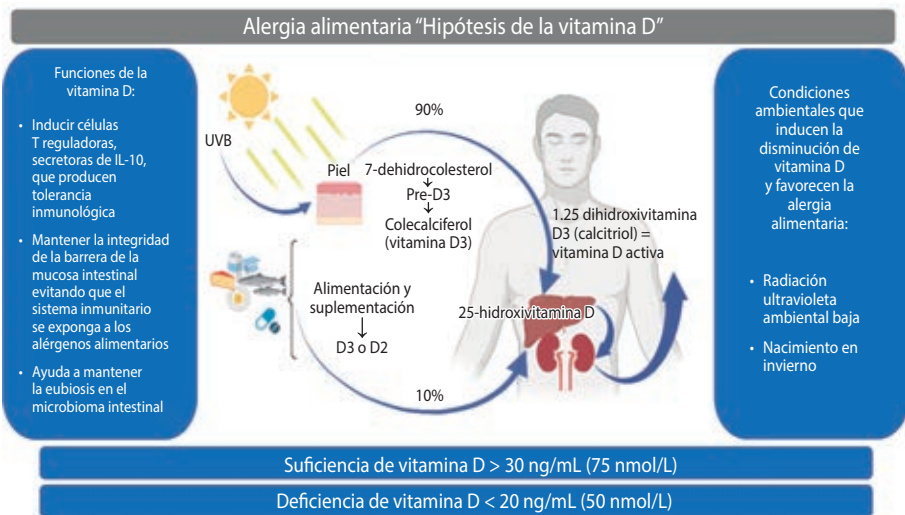 Alergia alimentaria “Hipótesis de la vitamina D”
Funciones de la
vitamina D:
• Inducir células
T reguladoras,
secretoras de IL-10,
que producen
tolerancia
inmunológica
• Mantener la integridad
de la barrera de la
mucosa intestinal
evitando que el
sistema inmunitario
se exponga a los
alérgenos alimentarios
• Ayuda a mantener
la eubiosis en el
microbioma intestinal
UVB
90%
Piel
7-dehidrocolesterol
Pre-D3
Colecalciferol
(vitamina D3)
Alimentación y
suplementación
D3 o D2
10%
1.25 dihidroxivitamina
D3 (calcitriol) =
vitamina D activa
25-hidroxivitamina D
Condiciones
ambientales que
inducen la
disminución de
vitamina D
y favorecen la
alergia
alimentaria:
• Radiación
ultravioleta
ambiental baja
• Nacimiento en
invierno
Suficiencia de vitamina D > 30 ng/mL (75 nmol/L)
Deficiencia de vitamina D < 20 ng/mL (50 nmol/L)